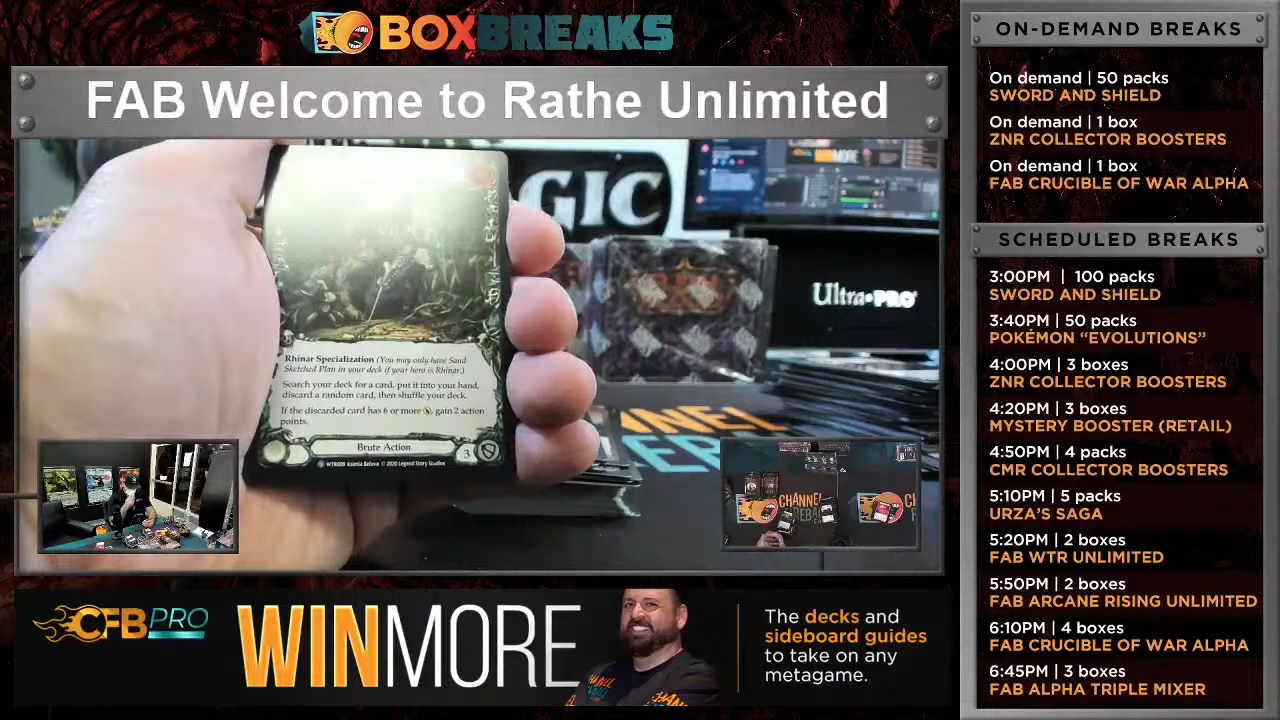 BOXBREAKS
FAB Welcome to Rathe Unlimited
GIC
Ultra•PRO
Rhinar Specialization (You may only have Sand
Sketched Plan in your deck if your hero is Rhinar.)
Search your deck for a card, put it into your hand,
discard a random card, then shuffle your deck.
If the discarded card has 6 or more , gain 2 action
points.
Brute Action
3
WTR009 Ksenia Belova © 2020 Legend Story Studios
CHANNEL
CFBPRO
WINMORE
The decks and
sideboard guides
to take on any
metagame.
ON-DEMAND BREAKS
On demand | 50 packs
SWORD AND SHIELD
On demand | 1 box
ZNR COLLECTOR BOOSTERS
On demand | 1 box
FAB CRUCIBLE OF WAR ALPHA
SCHEDULED BREAKS
3:00PM | 100 packs
SWORD AND SHIELD
3:40PM | 50 packs
POKÉMON “EVOLUTIONS”
4:00PM | 3 boxes
ZNR COLLECTOR BOOSTERS
4:20PM | 3 boxes
MYSTERY BOOSTER (RETAIL)
4:50PM | 4 packs
CMR COLLECTOR BOOSTERS
5:10PM | 5 packs
URZA’S SAGA
5:20PM | 2 boxes
FAB WTR UNLIMITED
5:50PM | 2 boxes
FAB ARCANE RISING UNLIMITED
6:10PM | 4 boxes
FAB CRUCIBLE OF WAR ALPHA
6:45PM | 3 boxes
FAB ALPHA TRIPLE MIXER